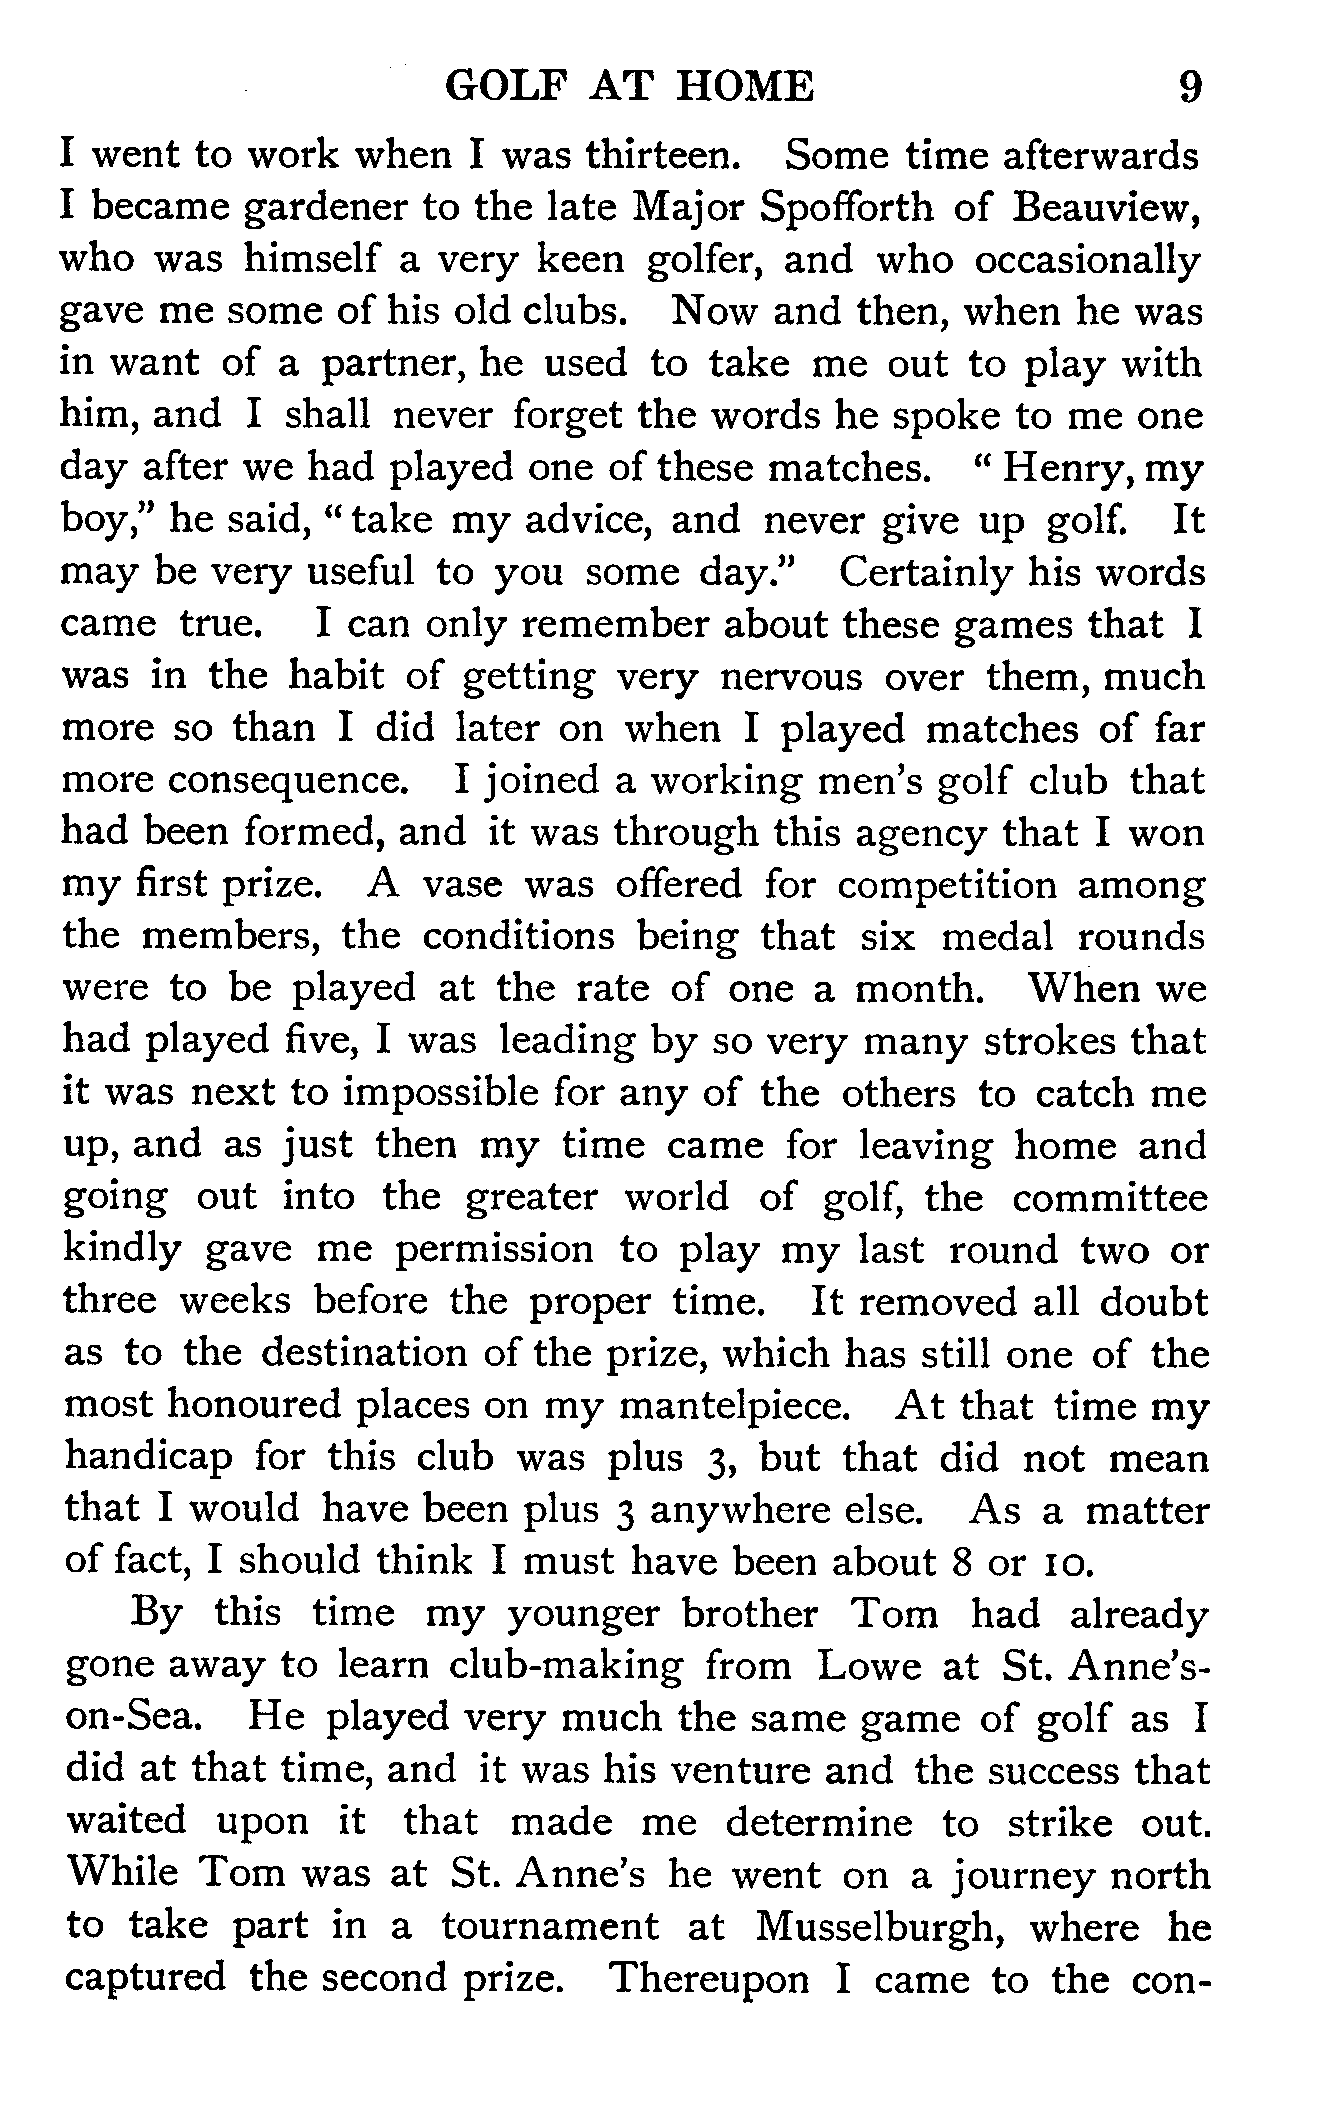 GOLF AT HOME 9
I went to work when I was thirteen. Some time afterwards
I became gardener to the late Major Spofforth of Beauview,
who was himself a very keen golfer, and who occasionally
gave me some of his old clubs. Now and then, when he was
in want of a partner, he used to take me out to play with
him, and I shall never forget the words he spoke to me one
day after we had played one of these matches. “ Henry, my
boy,” he said, “ take my advice, and never give up golf. It
may be very useful to you some day.” Certainly his words
came true. I can only remember about these games that I
was in the habit of getting very nervous over them, much
more so than I did later on when I played matches of far
more consequence. I joined a working men’s golf club that
had been formed, and it was through this agency that I won
my first prize. A vase was offered for competition among
the members, the conditions being that six medal rounds
were to be played at the rate of one a month. When we
had played five, I was leading by so very many strokes that
it was next to impossible for any of the others to catch me
up, and as just then my time came for leaving home and
going out into the greater world of golf, the committee
kindly gave me permission to play my last round two or
three weeks before the proper time. It removed all doubt
as to the destination of the prize, which has still one of the
most honoured places on my mantelpiece. At that time my
handicap for this club was plus 3, but that did not mean
that I would have been plus 3 anywhere else. As a matter
of fact, I should think I must have been about 8 or 10.
By this time my younger brother Tom had already
gone away to learn club-making from Lowe at St. Anne’s-
on-Sea. He played very much the same game of golf as I
did at that time, and it was his venture and the success that
waited upon it that made me determine to strike out.
While Tom was at St. Anne’s he went on a journey north
to take part in a tournament at Musselburgh, where he
captured the second prize. Thereupon I came to the con-